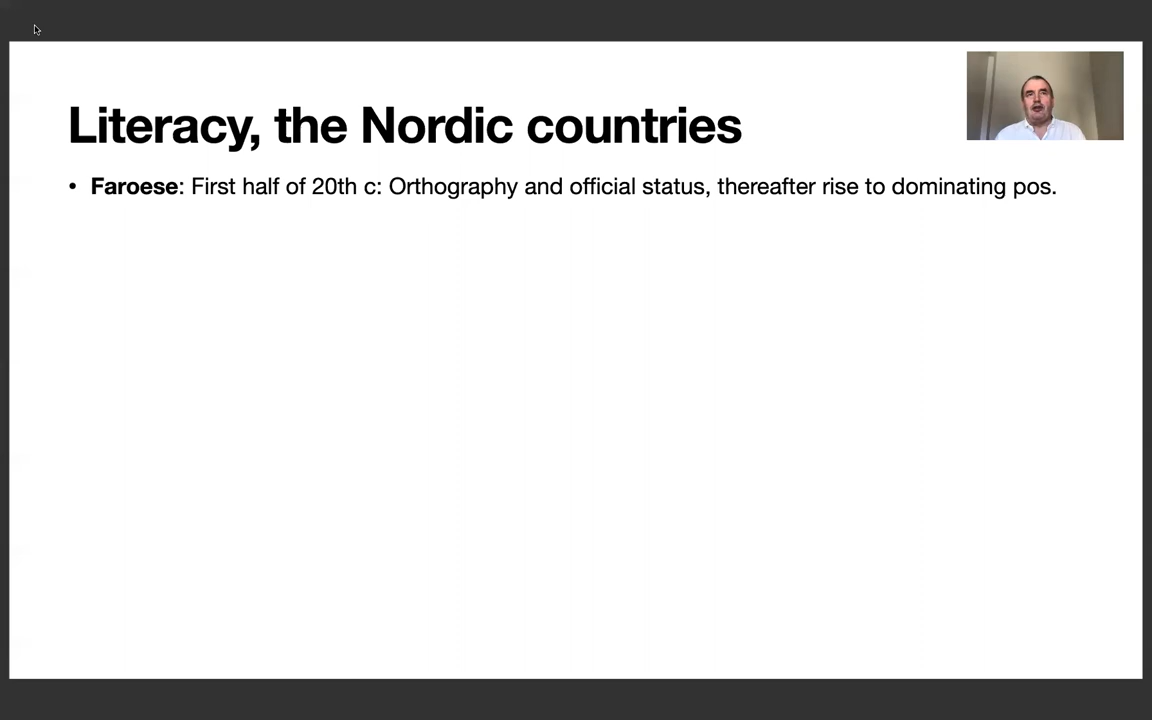 Literacy, the Nordic countries
• Faroese: First half of 20th c: Orthography and official status, thereafter rise to dominating pos.